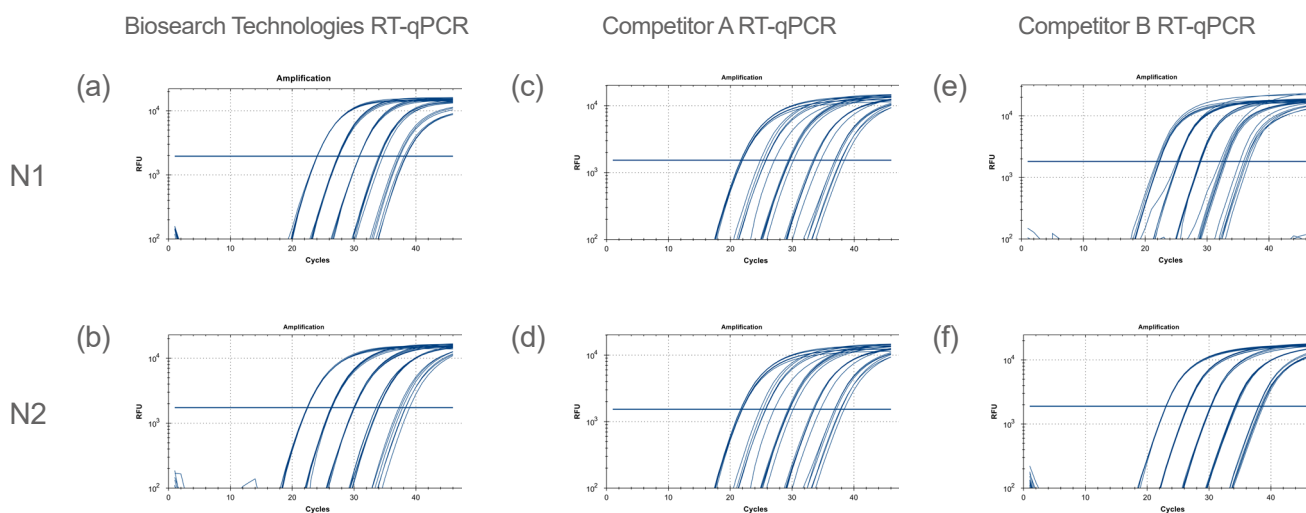 Biosearch Technologies RT-qPCR
Competitor A RT-qPCR
Competitor B RT-qPCR
N1
(a)
Amplification
RFU
10⁴
10³
10²
0 10 20 30 40
Cycles
(c)
Amplification
RFU
10⁴
10³
10²
0 10 20 30 40
Cycles
(e)
Amplification
RFU
10⁴
10³
10²
0 10 20 30 40
Cycles
N2
(b)
Amplification
RFU
10⁴
10³
10²
0 10 20 30 40
Cycles
(d)
Amplification
RFU
10⁴
10³
10²
0 10 20 30 40
Cycles
(f)
Amplification
RFU
10⁴
10³
10²
0 10 20 30 40
Cycles